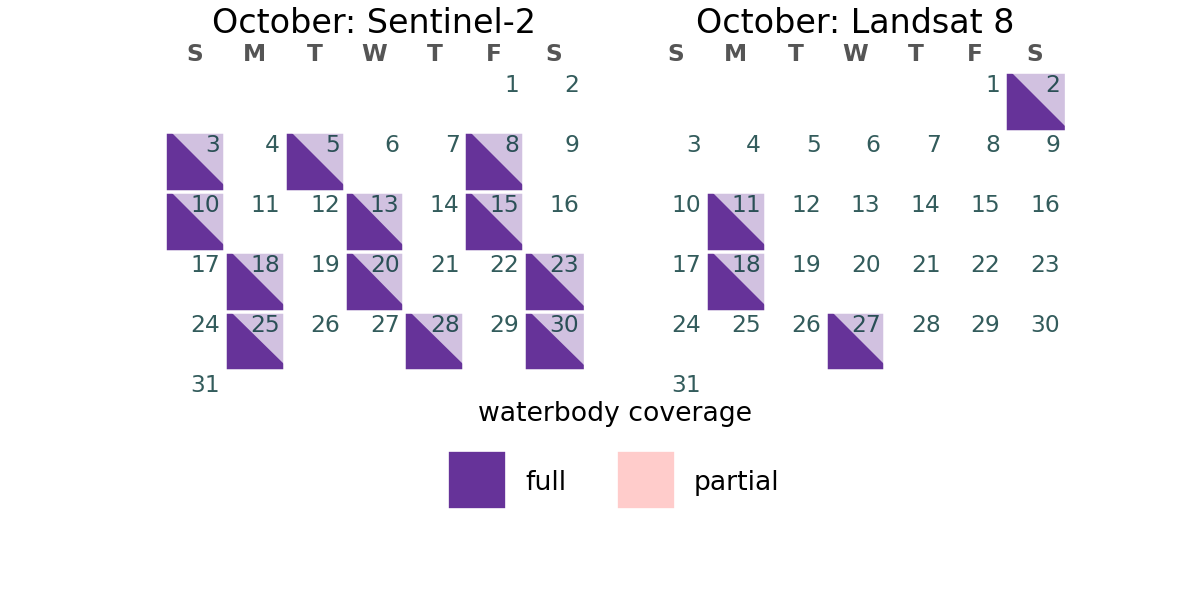 October: Sentinel-2
S M T W T F S
1 2
3 4 5 6 7 8 9
10 11 12 13 14 15 16
17 18 19 20 21 22 23
24 25 26 27 28 29 30
31
October: Landsat 8
S M T W T F S
1 2
3 4 5 6 7 8 9
10 11 12 13 14 15 16
17 18 19 20 21 22 23
24 25 26 27 28 29 30
31
waterbody coverage
full partial